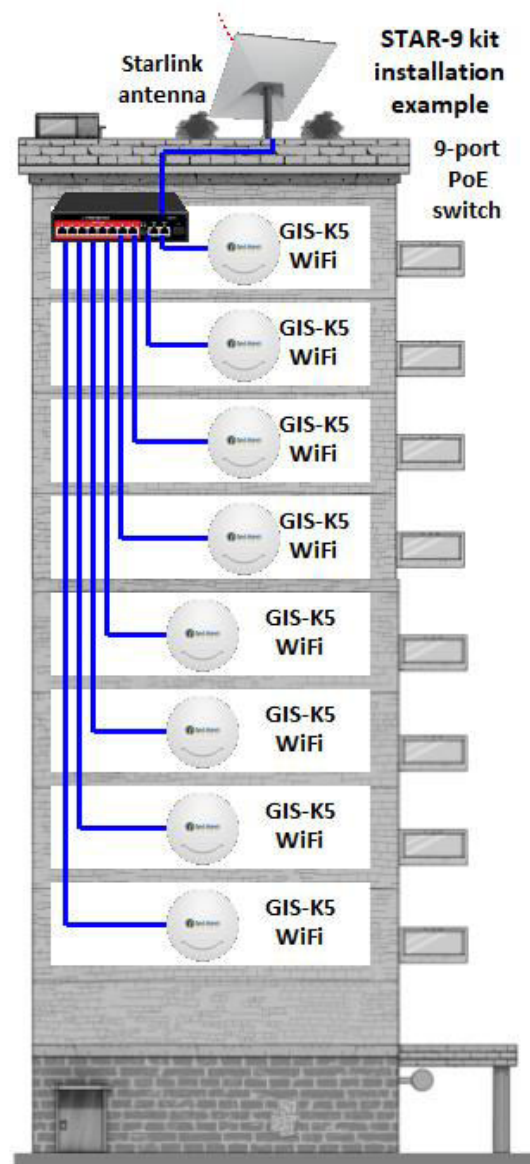 Starlink
antenna
STAR-9 kit
installation
example
9-port
PoE
switch
GIS-K5
WiFi
GIS-K5
WiFi
GIS-K5
WiFi
GIS-K5
WiFi
GIS-K5
WiFi
GIS-K5
WiFi
GIS-K5
WiFi
GIS-K5
WiFi